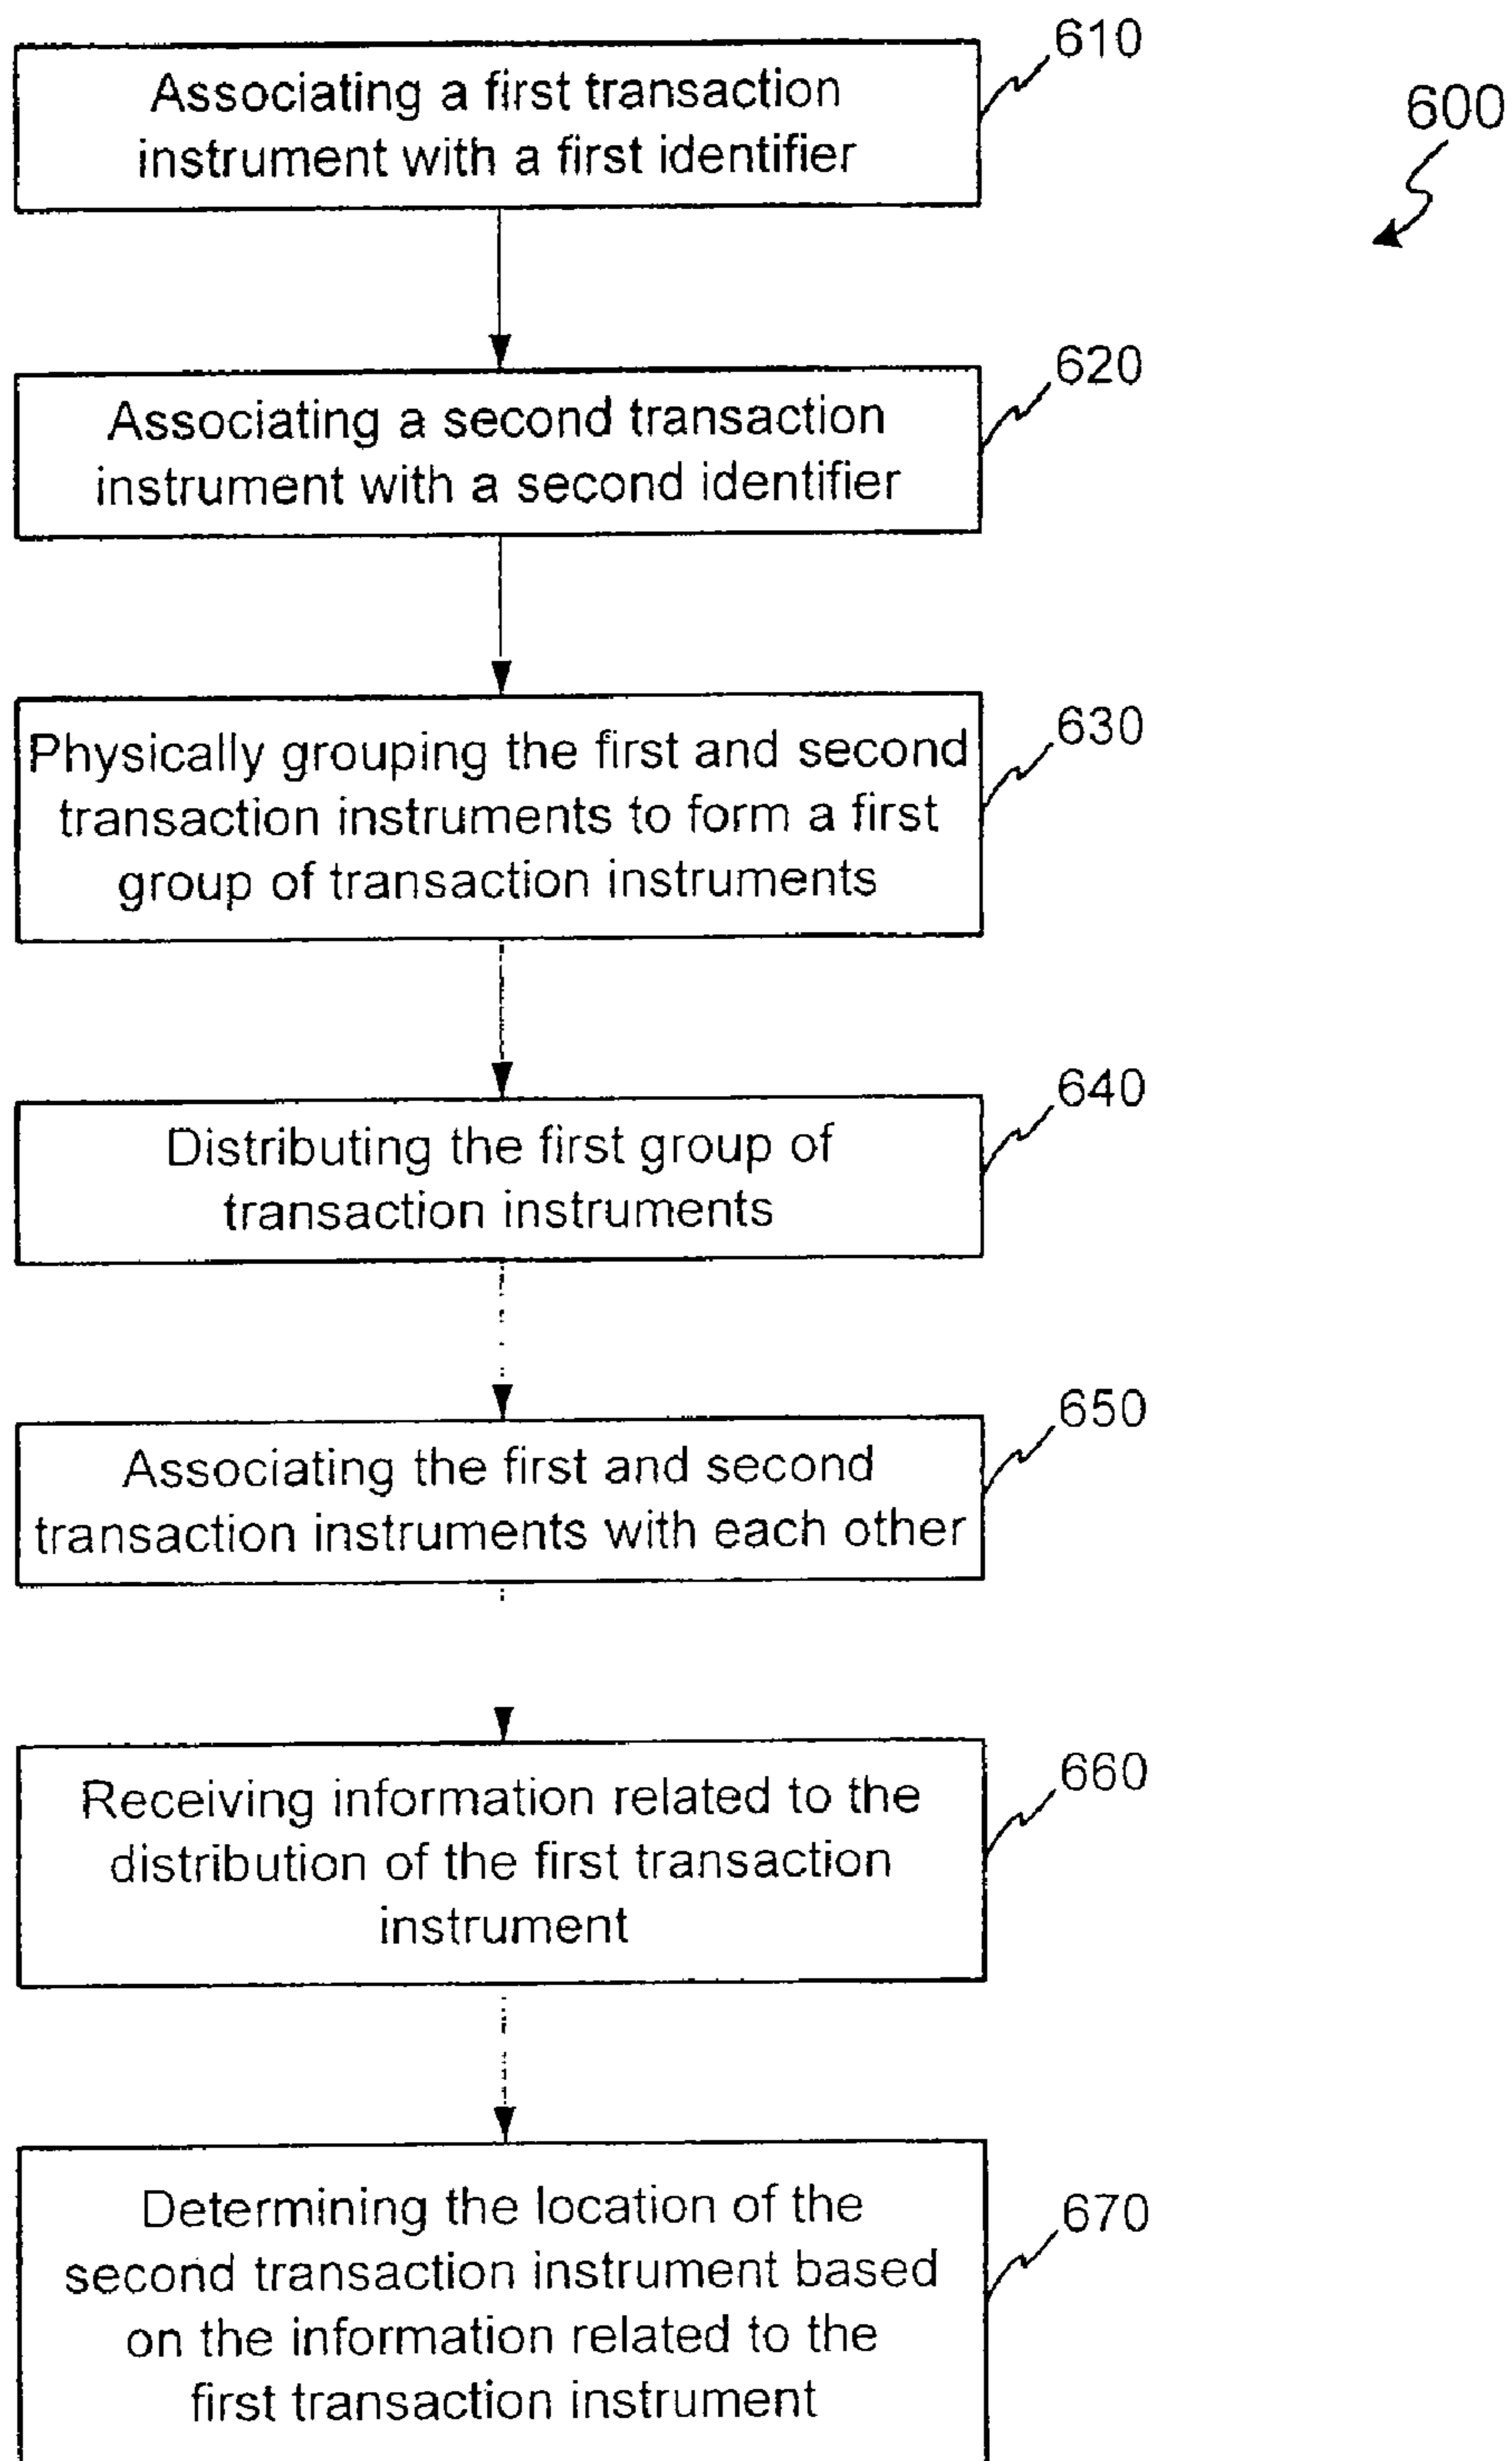 610
Associating a first transaction
instrument with a first identifier
600
620
Associating a second transaction
instrument with a second identifier
630
Physically grouping the first and second
transaction instruments to form a first
group of transaction instruments
640
Distributing the first group of
transaction instruments
650
Associating the first and second
transaction instruments with each other
660
Receiving information related to the
distribution of the first transaction
instrument
670
Determining the location of the
second transaction instrument based
on the information related to the
first transaction instrument